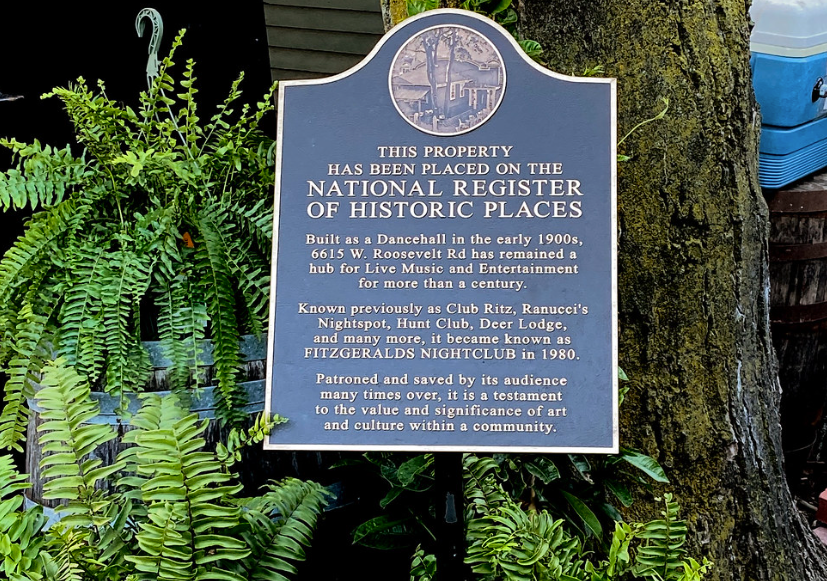 THIS PROPERTY
HAS BEEN PLACED ON THE
NATIONAL REGISTER
OF HISTORIC PLACES
Built as a Dancehall in the early 1900s,
6615 W. Roosevelt Rd has remained a
hub for Live Music and Entertainment
for more than a century.
Known previously as Club Ritz, Ranucci's
Nightspot, Hunt Club, Deer Lodge,
and many more, it became known as
FITZGERALDS NIGHTCLUB in 1980.
Patroned and saved by its audience
many times over, it is a testament
to the value and significance of art
and culture within a community.